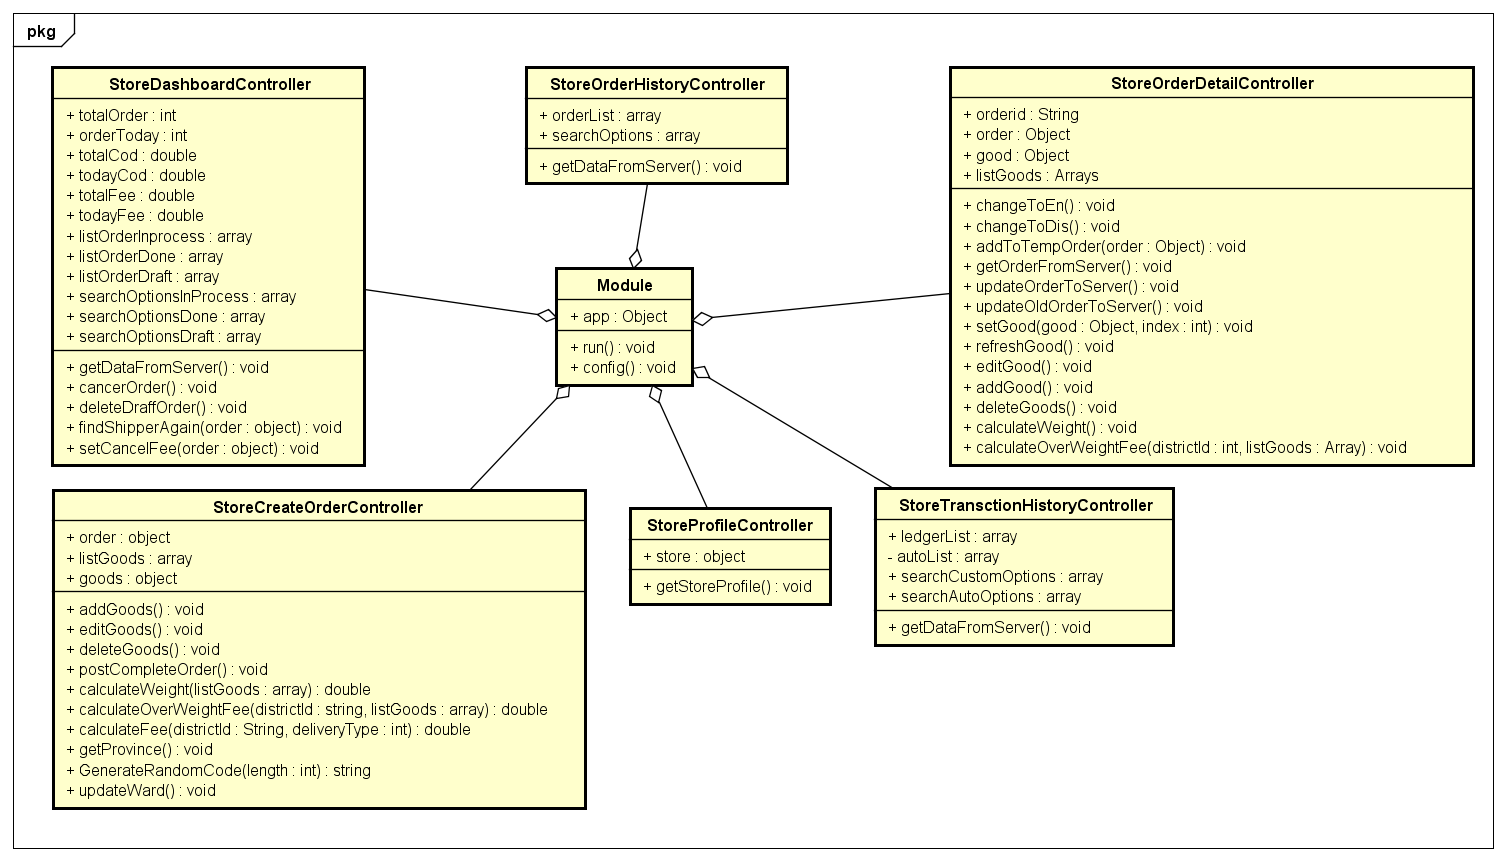 pkg
StoreDashboardController
+ totalOrder : int
+ orderToday : int
+ totalCod : double
+ todayCod : double
+ totalFee : double
+ todayFee : double
+ listOrderInprocess : array
+ listOrderDone : array
+ listOrderDraft : array
+ searchOptionsInProcess : array
+ searchOptionsDone : array
+ searchOptionsDraft : array
+ getDataFromServer() : void
+ cancerOrder() : void
+ deleteDraffOrder() : void
+ findShipperAgain(order : object) : void
+ setCancelFee(order : object) : void
StoreOrderHistoryController
+ orderList : array
+ searchOptions : array
+ getDataFromServer() : void
StoreOrderDetailController
+ orderid : String
+ order : Object
+ good : Object
+ listGoods : Arrays
+ changeToEn() : void
+ changeToDis() : void
+ addToTempOrder(order : Object) : void
+ getOrderFromServer() : void
+ updateOrderToServer() : void
+ updateOldOrderToServer() : void
+ setGood(good : Object, index : int) : void
+ refreshGood() : void
+ editGood() : void
+ addGood() : void
+ deleteGoods() : void
+ calculateWeight() : void
+ calculateOverWeightFee(districtId : int, listGoods : Array) : void
Module
+ app : Object
+ run() : void
+ config() : void
StoreCreateOrderController
+ order : object
+ listGoods : array
+ goods : object
+ addGoods() : void
+ editGoods() : void
+ deleteGoods() : void
+ postCompleteOrder() : void
+ calculateWeight(listGoods : array) : double
+ calculateOverWeightFee(districtId : string, listGoods : array) : double
+ calculateFee(districtId : String, deliveryType : int) : double
+ getProvince() : void
+ GenerateRandomCode(length : int) : string
+ updateWard() : void
StoreProfileController
+ store : object
+ getStoreProfile() : void
StoreTransctionHistoryController
+ ledgerList : array
- autoList : array
+ searchCustomOptions : array
+ searchAutoOptions : array
+ getDataFromServer() : void